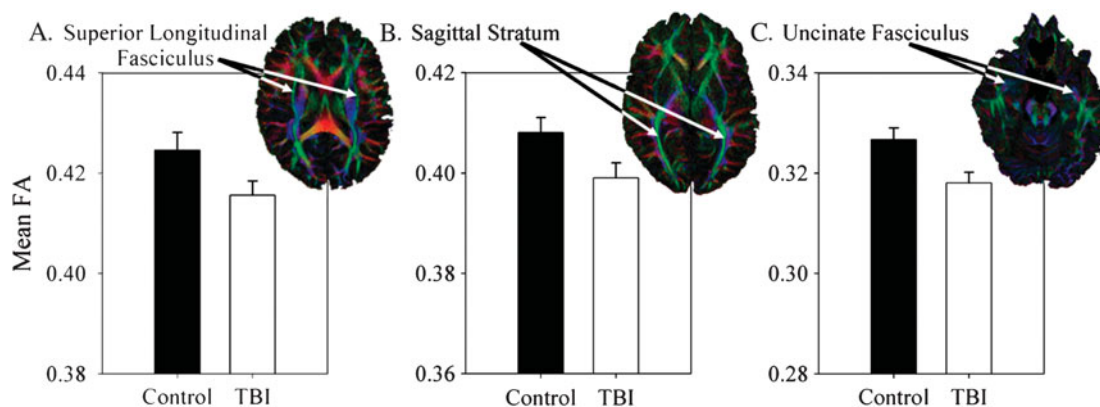 A. Superior Longitudinal
Fasciculus
Mean FA
0.44
0.42
0.40
0.38
Control TBI
B. Sagittal Stratum
0.42
0.40
0.38
0.36
Control TBI
C. Uncinate Fasciculus
0.34
0.32
0.30
0.28
Control TBI